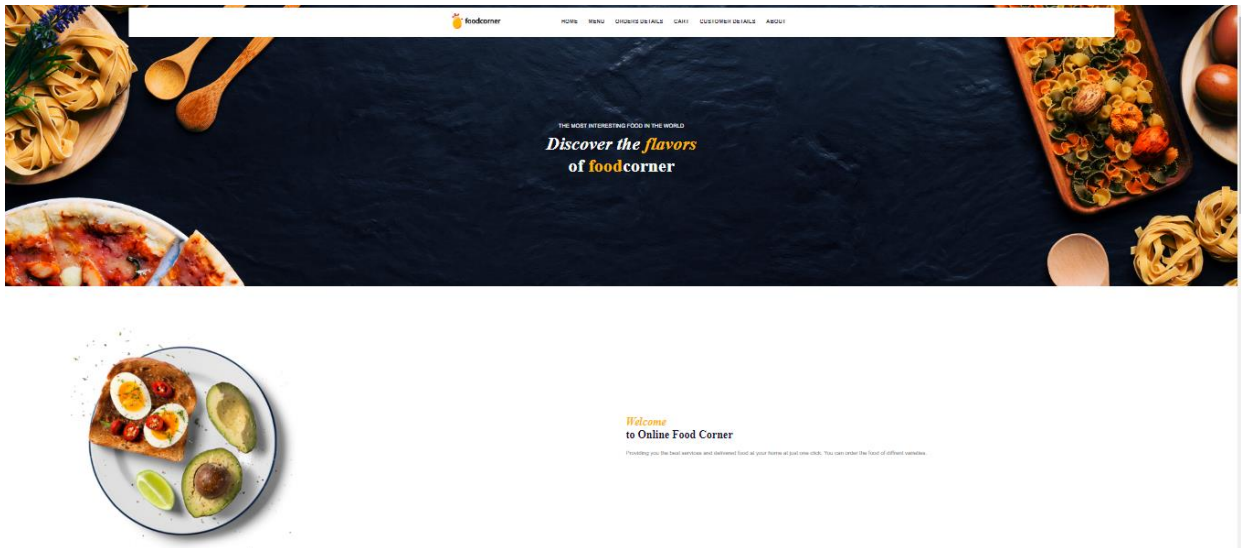 foodcorner
HOME MENU ORDERS DETAILS CART CUSTOMER DETAILS ABOUT
THE MOST INTERESTING FOOD IN THE WORLD
Discover the flavors
of foodcorner
Welcome
to Online Food Corner
Providing you the best services and delivered food at your home at just one click. You can order the food of diffrent varieties.